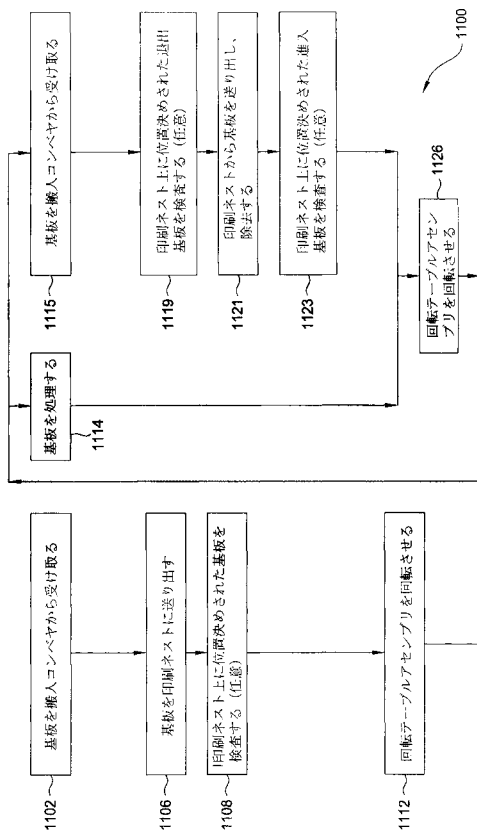 1102
基板を搬入コンベヤから受け取る
1106
基板を印刷ネストに送り出す
1108
印刷ネスト上に位置決めされた基板を
検査する（任意）
1112
回転テーブルアセンブリを回転させる
基板を処理する
1114
1115
基板を搬入コンベヤから受け取る
1119
印刷ネスト上に位置決めされた退出
基板を検査する（任意）
1121
印刷ネストから基板を送り出し、
除去する
1123
印刷ネスト上に位置決めされた進入
基板を検査する（任意）
1126
回転テーブルアセン
ブリを回転させる
1100